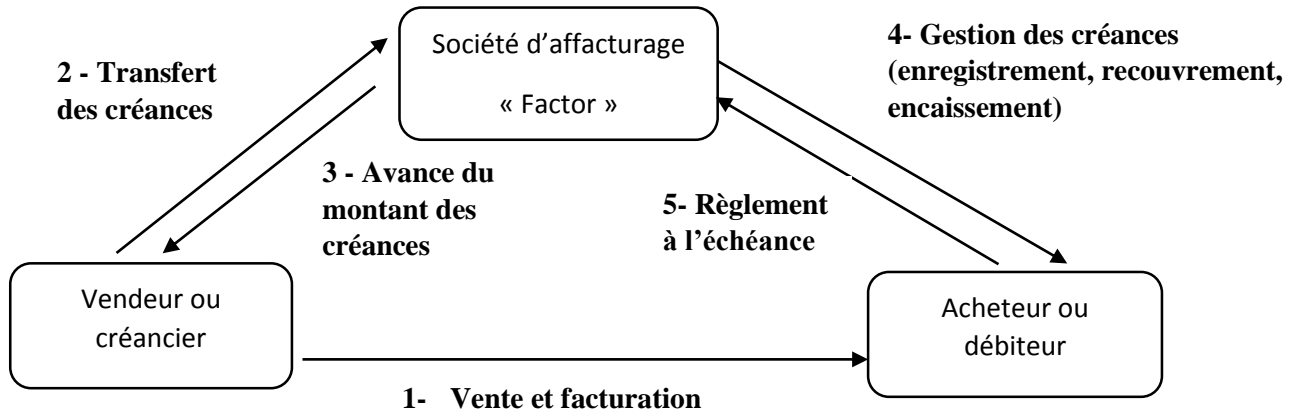 Société d’affacturage
« Factor »
4- Gestion des créances
(enregistrement, recouvrement,
encaissement)
2 - Transfert
des créances
3 - Avance du
montant des
créances
5- Règlement
à l’échéance
Vendeur ou
créancier
Acheteur ou
débiteur
1- Vente et facturation